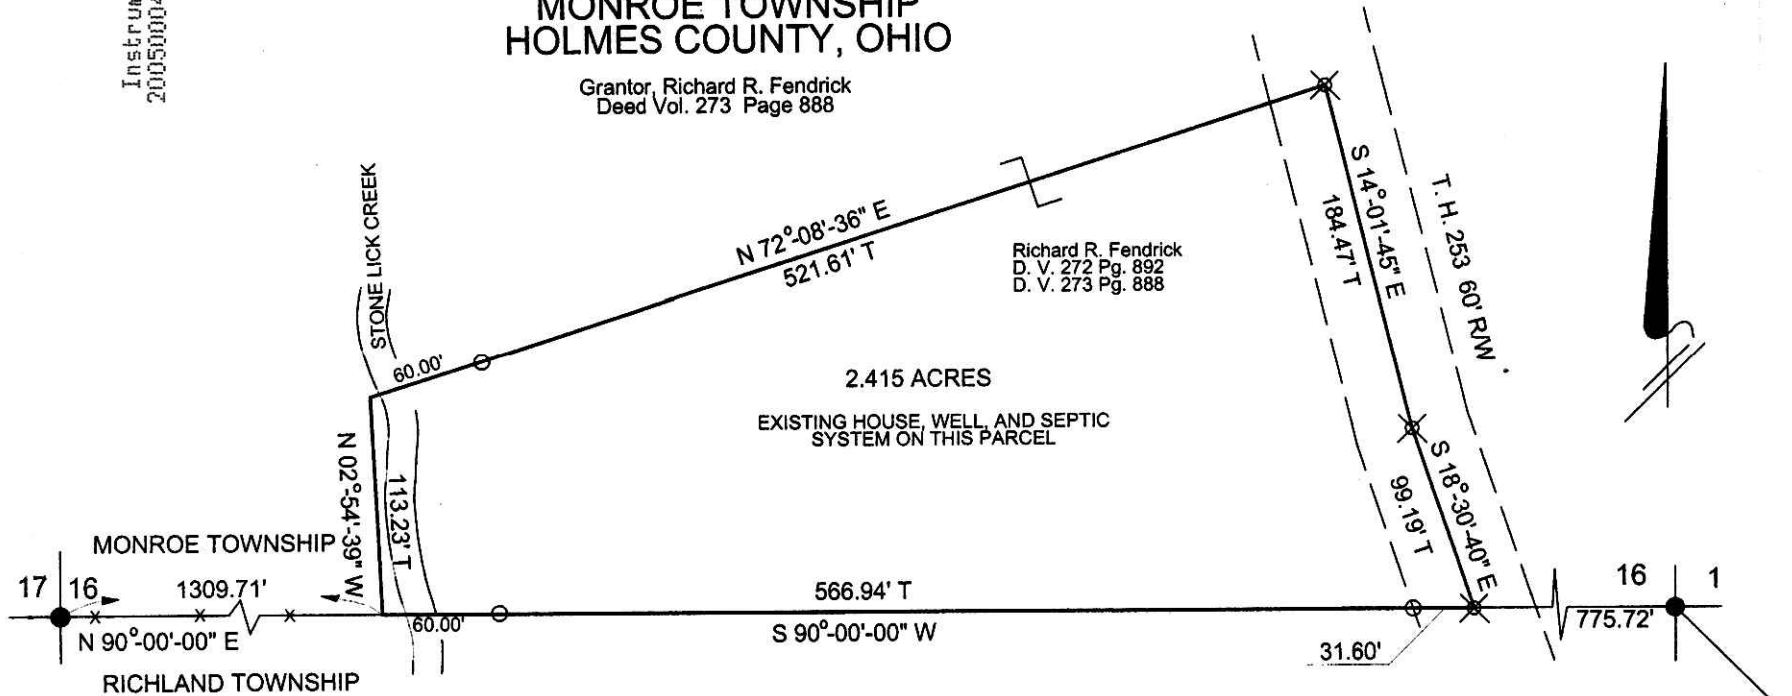 Instrum
200500004
MONROE TOWNSHIP
HOLMES COUNTY, OHIO
Grantor, Richard R. Fendrick
Deed Vol. 273 Page 888
STONE LICK CREEK
N 72°-08'-36" E
521.61' T
60.00'
Richard R. Fendrick
D. V. 272 Pg. 892
D. V. 273 Pg. 888
S 14°-01'-45" E
184.47' T
T. H. 253 60' R/W
2.415 ACRES
EXISTING HOUSE, WELL, AND SEPTIC
SYSTEM ON THIS PARCEL
N 02°-54'-39" W
113.23' T
S 18°-30'-40" E
99.19' T
MONROE TOWNSHIP
17 16
1309.71'
N 90°-00'-00" E
RICHLAND TOWNSHIP
60.00'
566.94' T
S 90°-00'-00" W
31.60'
16 1
775.72'